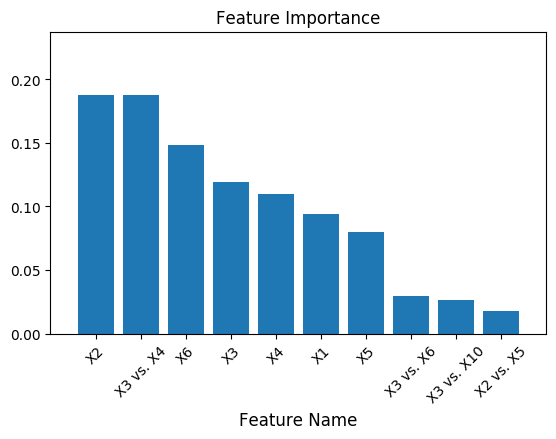 Feature Importance
0.20
0.15
0.10
0.05
0.00
X2
X3 vs. X4
X6
X3
X4
X1
X5
X3 vs. X6
X3 vs. X10
X2 vs. X5
Feature Name